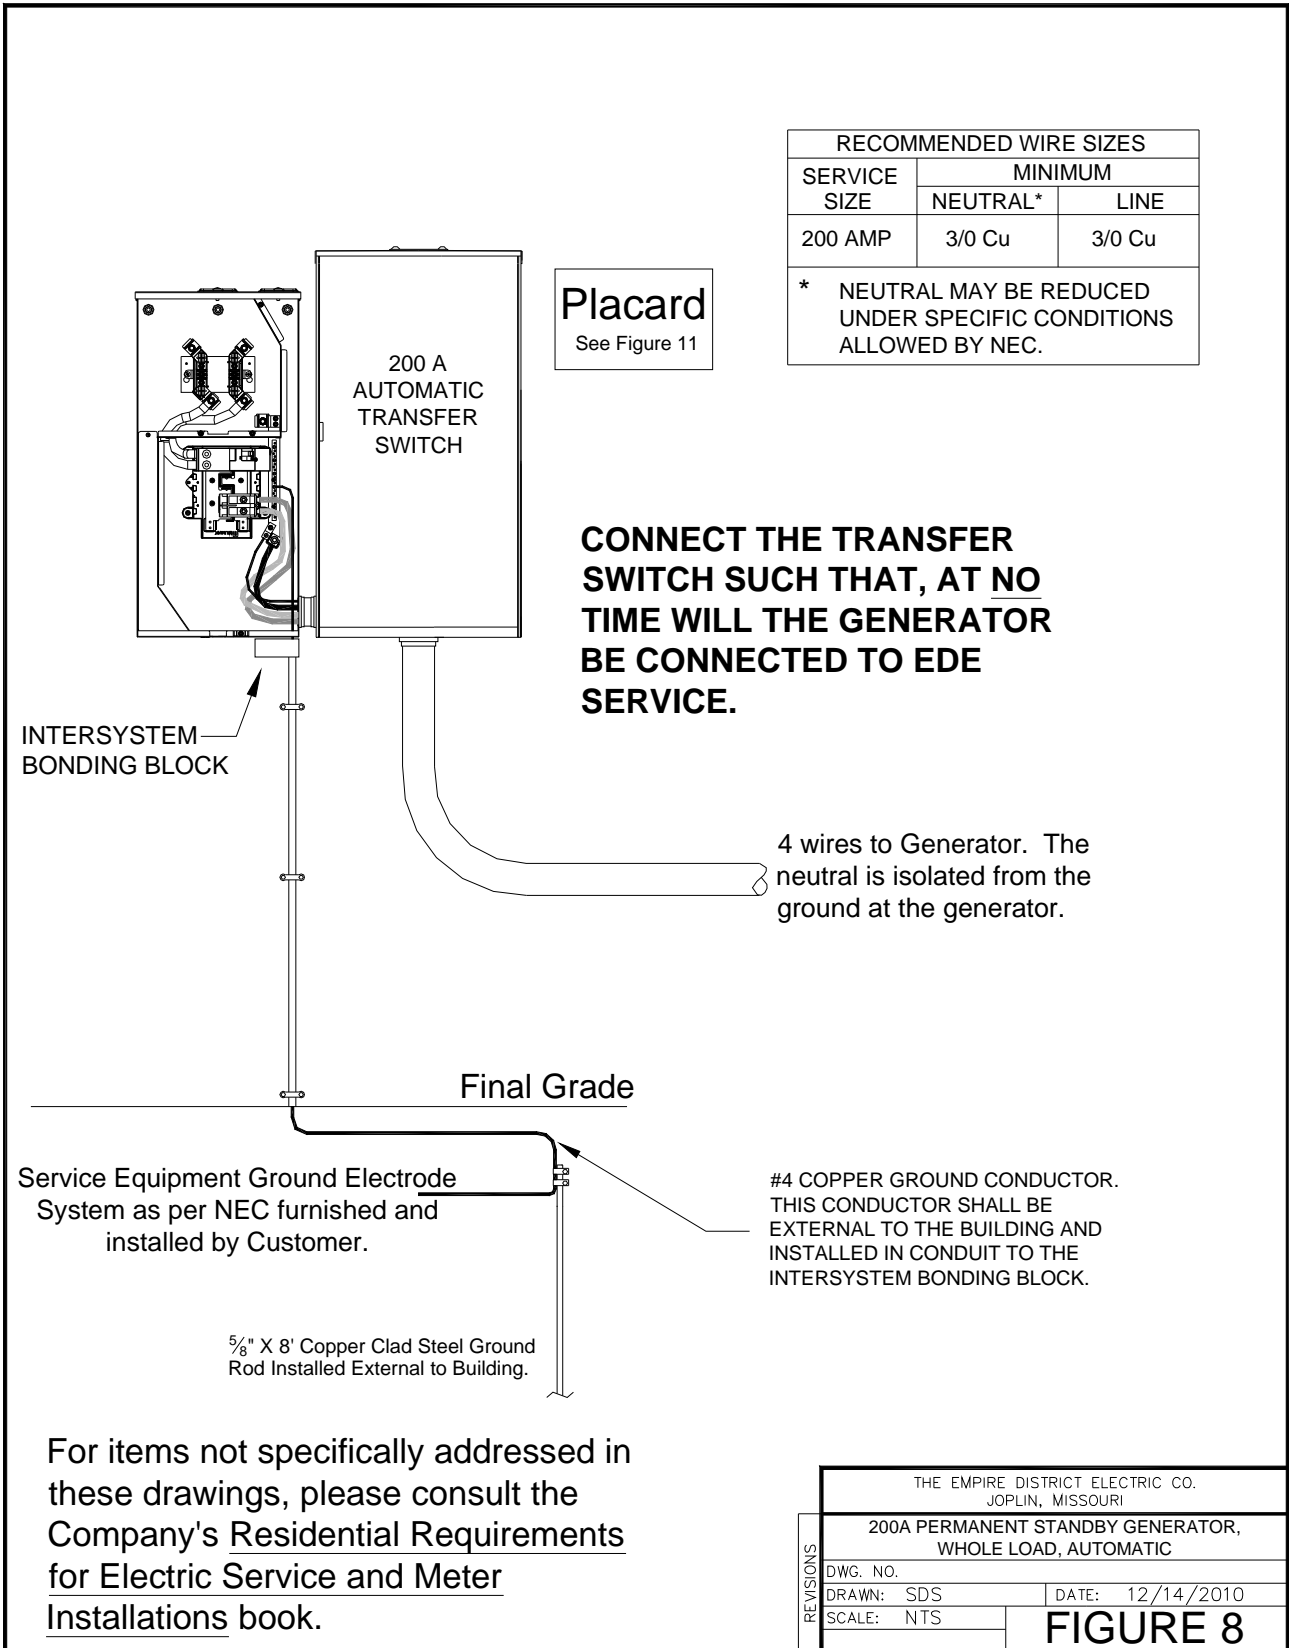 RECOMMENDED WIRE SIZES
SERVICE SIZE
MINIMUM
NEUTRAL*
LINE
200 AMP
3/0 Cu
3/0 Cu
* NEUTRAL MAY BE REDUCED
UNDER SPECIFIC CONDITIONS
ALLOWED BY NEC.
Placard
See Figure 11
200 A
AUTOMATIC
TRANSFER
SWITCH
CONNECT THE TRANSFER
SWITCH SUCH THAT, AT NO
TIME WILL THE GENERATOR
BE CONNECTED TO EDE
SERVICE.
INTERSYSTEM
BONDING BLOCK
4 wires to Generator. The
neutral is isolated from the
ground at the generator.
Final Grade
Service Equipment Ground Electrode
System as per NEC furnished and
installed by Customer.
#4 COPPER GROUND CONDUCTOR.
THIS CONDUCTOR SHALL BE
EXTERNAL TO THE BUILDING AND
INSTALLED IN CONDUIT TO THE
INTERSYSTEM BONDING BLOCK.
⅝" X 8' Copper Clad Steel Ground
Rod Installed External to Building.
For items not specifically addressed in
these drawings, please consult the
Company's Residential Requirements
for Electric Service and Meter
Installations book.
THE EMPIRE DISTRICT ELECTRIC CO.
JOPLIN, MISSOURI
200A PERMANENT STANDBY GENERATOR,
WHOLE LOAD, AUTOMATIC
REVISIONS
DWG. NO.
DRAWN: SDS
DATE: 12/14/2010
SCALE: NTS
FIGURE 8